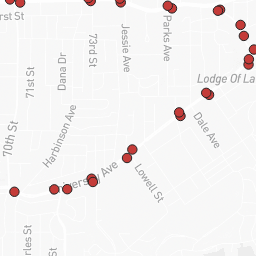 rst St
71st St
Dana Dr
73rd St
Jessie Ave
Parks Ave
Lodge Of La
70th St
Harbinson Ave
Dale Ave
ersity Ave
Lowell St
rles St